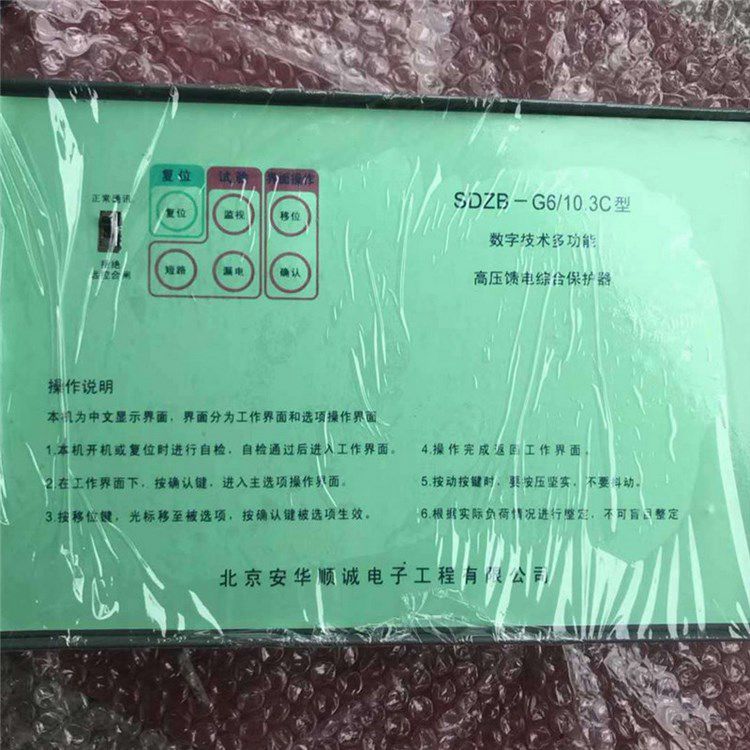 复位 试验 界面操作
正常通讯
复位 监视 移位
短路 漏电 确认
拒绝
远控合闸
SDZB-G6/10.3C型
数字技术多功能
高压馈电综合保护器
操作说明
本机为中文显示界面，界面分为工作界面和选项操作界面
1.本机开机或复位时进行自检，自检通过后进入工作界面。
2.在工作界面下，按确认键，进入主选项操作界面。
3.按移位键，光标移至被选项，按确认键被选项生效。
4.操作完成返回工作界面。
5.按动按键时，要按压坚实，不要抖动。
6.根据实际负荷情况进行整定，不可盲目整定
北京安华顺诚电子工程有限公司